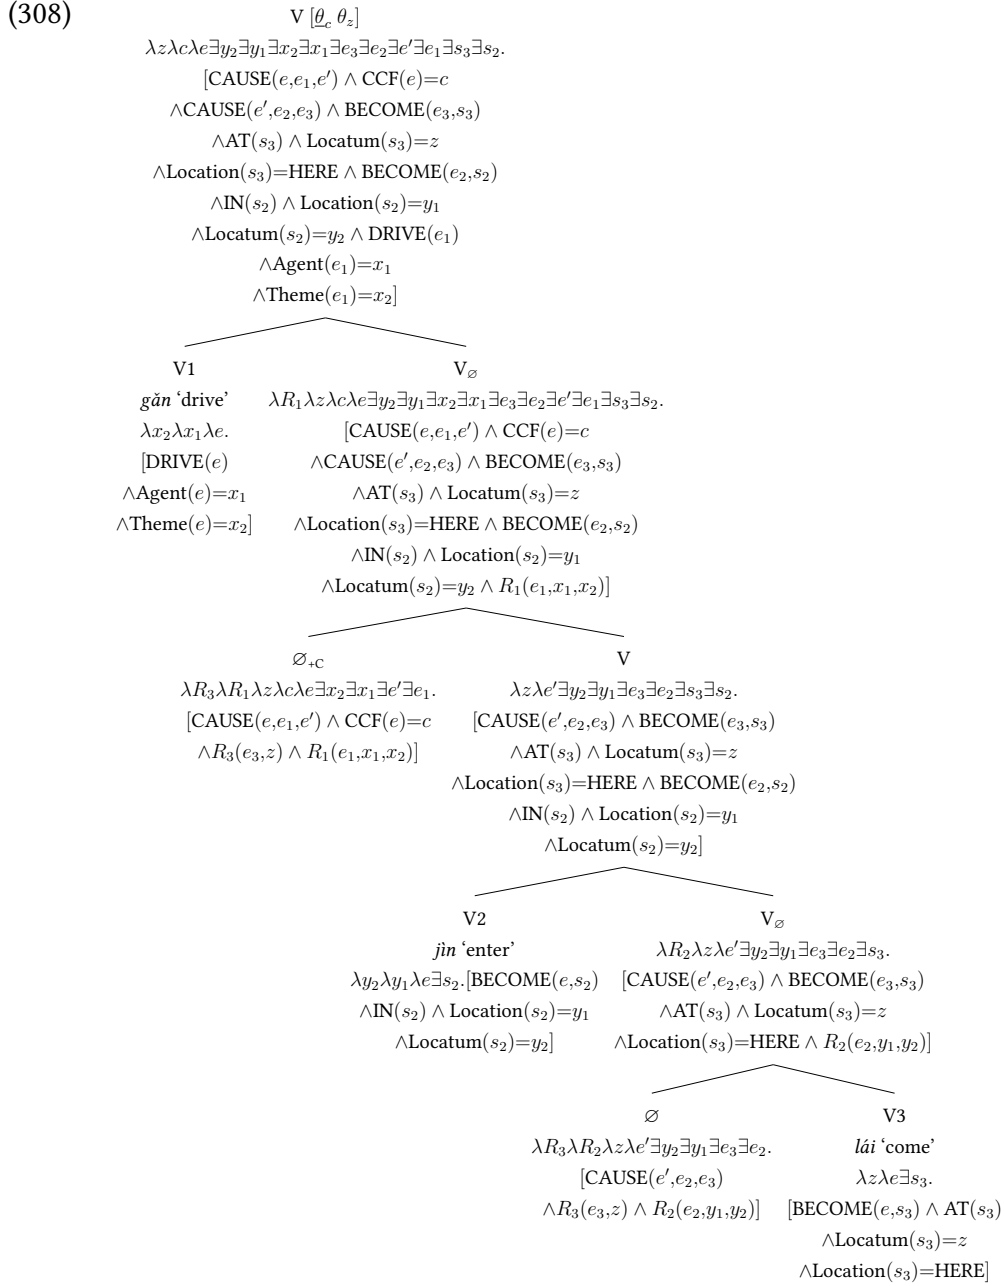 (308)
V [θ̲_c θ_z]
λzλcλe∃y₂∃y₁∃x₂∃x₁∃e₃∃e₂∃e′∃e₁∃s₃∃s₂.
[CAUSE(e,e₁,e′) ∧ CCF(e)=c
∧CAUSE(e′,e₂,e₃) ∧ BECOME(e₃,s₃)
∧AT(s₃) ∧ Locatum(s₃)=z
∧Location(s₃)=HERE ∧ BECOME(e₂,s₂)
∧IN(s₂) ∧ Location(s₂)=y₁
∧Locatum(s₂)=y₂ ∧ DRIVE(e₁)
∧Agent(e₁)=x₁
∧Theme(e₁)=x₂]
V1
gǎn ‘drive’
λx₂λx₁λe.
[DRIVE(e)
∧Agent(e)=x₁
∧Theme(e)=x₂]
V∅
λR₁λzλcλe∃y₂∃y₁∃x₂∃x₁∃e₃∃e₂∃e′∃e₁∃s₃∃s₂.
[CAUSE(e,e₁,e′) ∧ CCF(e)=c
∧CAUSE(e′,e₂,e₃) ∧ BECOME(e₃,s₃)
∧AT(s₃) ∧ Locatum(s₃)=z
∧Location(s₃)=HERE ∧ BECOME(e₂,s₂)
∧IN(s₂) ∧ Location(s₂)=y₁
∧Locatum(s₂)=y₂ ∧ R₁(e₁,x₁,x₂)]
∅+C
λR₃λR₁λzλcλe∃x₂∃x₁∃e′∃e₁.
[CAUSE(e,e₁,e′) ∧ CCF(e)=c
∧R₃(e₃,z) ∧ R₁(e₁,x₁,x₂)]
V
λzλe′∃y₂∃y₁∃e₃∃e₂∃s₃∃s₂.
[CAUSE(e′,e₂,e₃) ∧ BECOME(e₃,s₃)
∧AT(s₃) ∧ Locatum(s₃)=z
∧Location(s₃)=HERE ∧ BECOME(e₂,s₂)
∧IN(s₂) ∧ Location(s₂)=y₁
∧Locatum(s₂)=y₂]
V2
jìn ‘enter’
λy₂λy₁λe∃s₂.[BECOME(e,s₂)
∧IN(s₂) ∧ Location(s₂)=y₁
∧Locatum(s₂)=y₂]
V∅
λR₂λzλe′∃y₂∃y₁∃e₃∃e₂∃s₃.
[CAUSE(e′,e₂,e₃) ∧ BECOME(e₃,s₃)
∧AT(s₃) ∧ Locatum(s₃)=z
∧Location(s₃)=HERE ∧ R₂(e₂,y₁,y₂)]
∅
λR₃λR₂λzλe′∃y₂∃y₁∃e₃∃e₂.
[CAUSE(e′,e₂,e₃)
∧R₃(e₃,z) ∧ R₂(e₂,y₁,y₂)]
V3
lái ‘come’
λzλe∃s₃.
[BECOME(e,s₃) ∧ AT(s₃)
∧Locatum(s₃)=z
∧Location(s₃)=HERE]